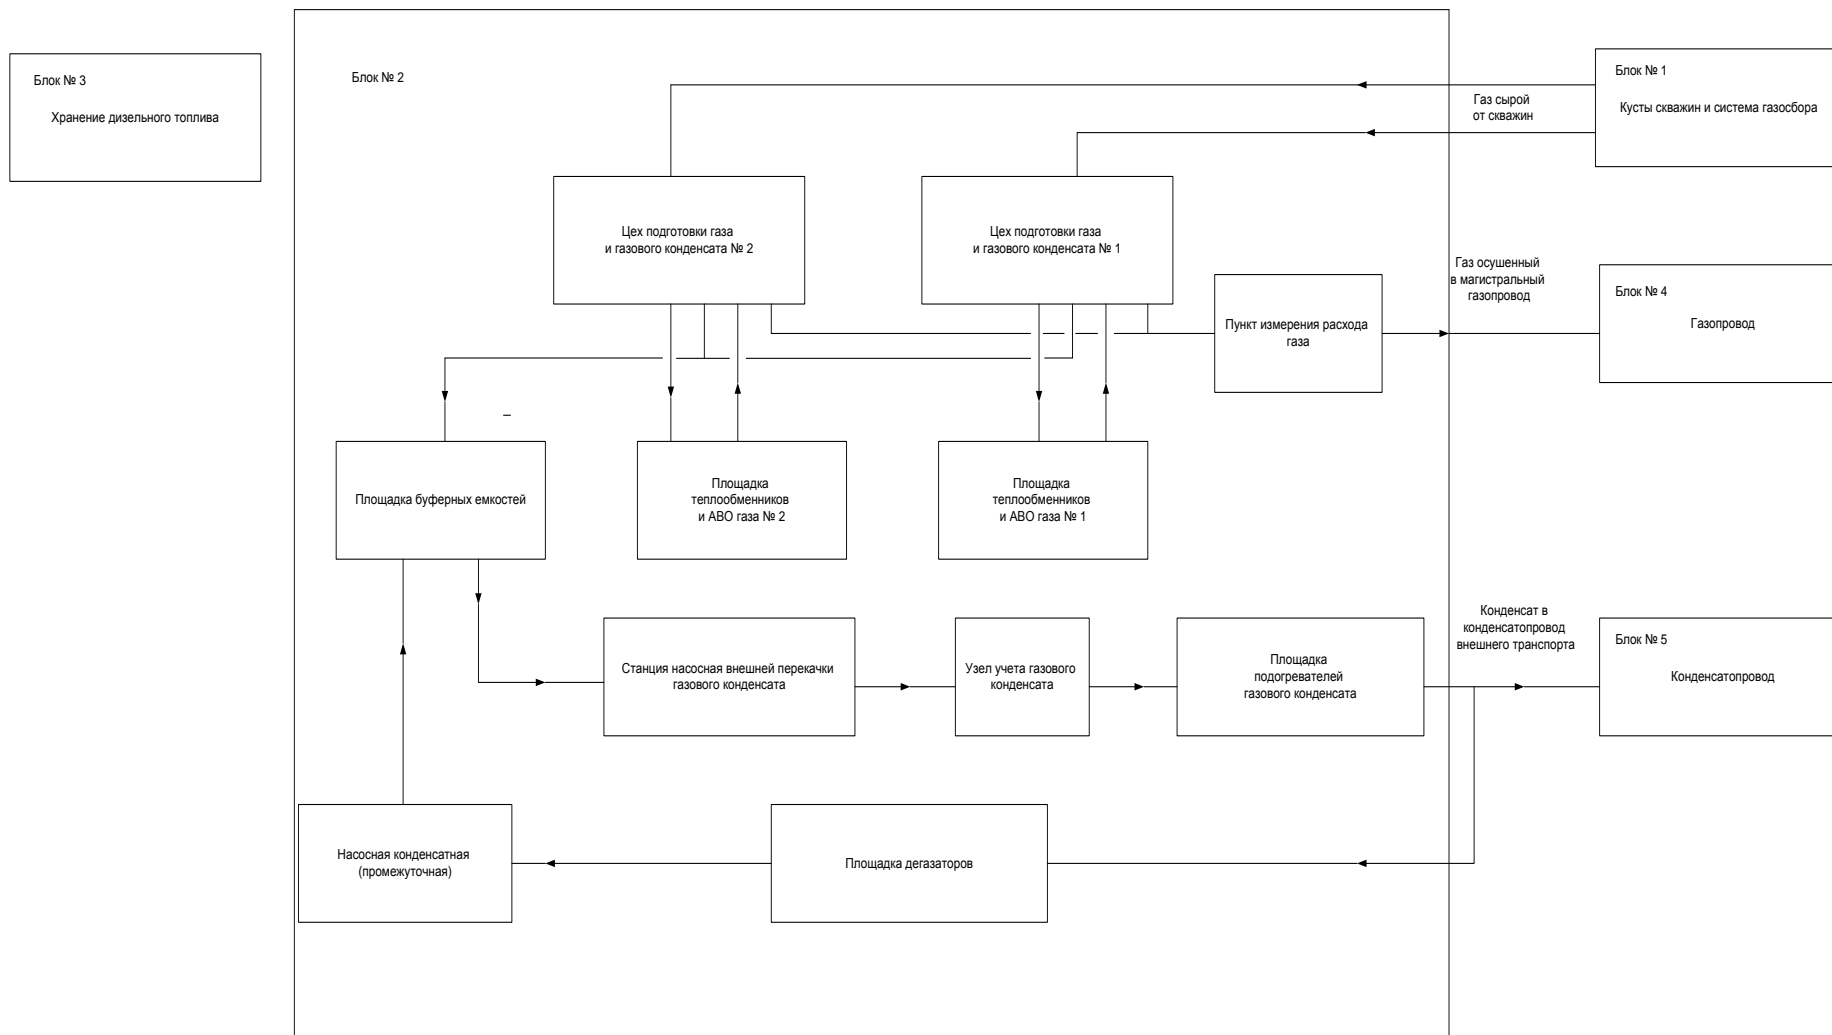 Блок № 3
Хранение дизельного топлива
Блок № 2
Блок № 1
Кусты скважин и система газосбора
Газ сырой
от скважин
Цех подготовки газа
и газового конденсата № 2
Цех подготовки газа
и газового конденсата № 1
Газ осушенный
в магистральный
газопровод
Пункт измерения расхода
газа
Блок № 4
Газопровод
Площадка буферных емкостей
Площадка
теплообменников
и АВО газа № 2
Площадка
теплообменников
и АВО газа № 1
Станция насосная внешней перекачки
газового конденсата
Узел учета газового
конденсата
Площадка
подогревателей
газового конденсата
Конденсат в
конденсатопровод
внешнего транспорта
Блок № 5
Конденсатопровод
Насосная конденсатная
(промежуточная)
Площадка дегазаторов